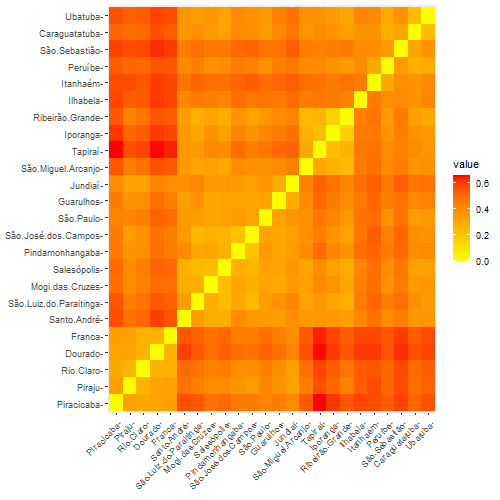 Ubatuba-
Caraguatatuba-
São.Sebastião-
Peruíbe-
Itanhaém-
Ilhabela-
Ribeirão.Grande-
Iporanga-
Tapiraí-
São.Miguel.Arcanjo-
Jundiaí-
Guarulhos-
São.Paulo-
São.José.dos.Campos-
Pindamonhangaba-
Salesópolis-
Mogi.das.Cruzes-
São.Luiz.do.Paraitinga-
Santo.André-
Franca-
Dourado-
Rio.Claro-
Piraju-
Piracicaba-
Piracicaba-
Piraju-
Rio.Claro-
Dourado-
Franca-
Santo.André-
São.Luiz.do.Paraitinga-
Mogi.das.Cruzes-
Salesópolis-
Pindamonhangaba-
São.José.dos.Campos-
São.Paulo-
Guarulhos-
Jundiaí-
São.Miguel.Arcanjo-
Tapiraí-
Iporanga-
Ribeirão.Grande-
Ilhabela-
Itanhaém-
Peruíbe-
São.Sebastião-
Caraguatatuba-
Ubatuba-
value
0.6
0.4
0.2
0.0